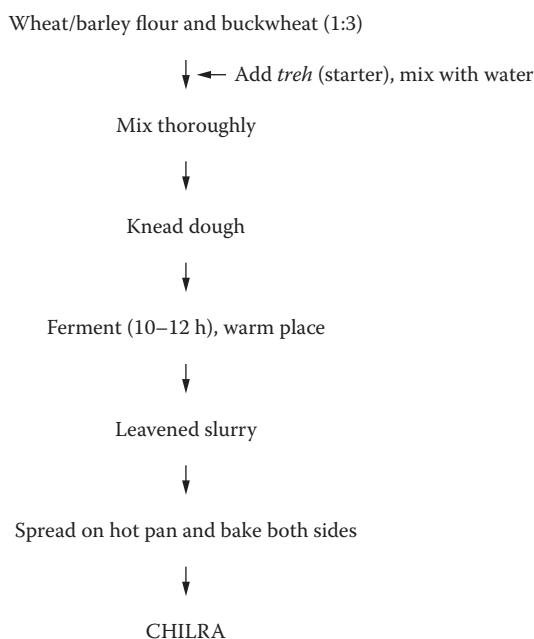 Wheat/barley flour and buckwheat (1:3)
Add treh (starter), mix with water
Mix thoroughly
Knead dough
Ferment (10–12 h), warm place
Leavened slurry
Spread on hot pan and bake both sides
CHILRA